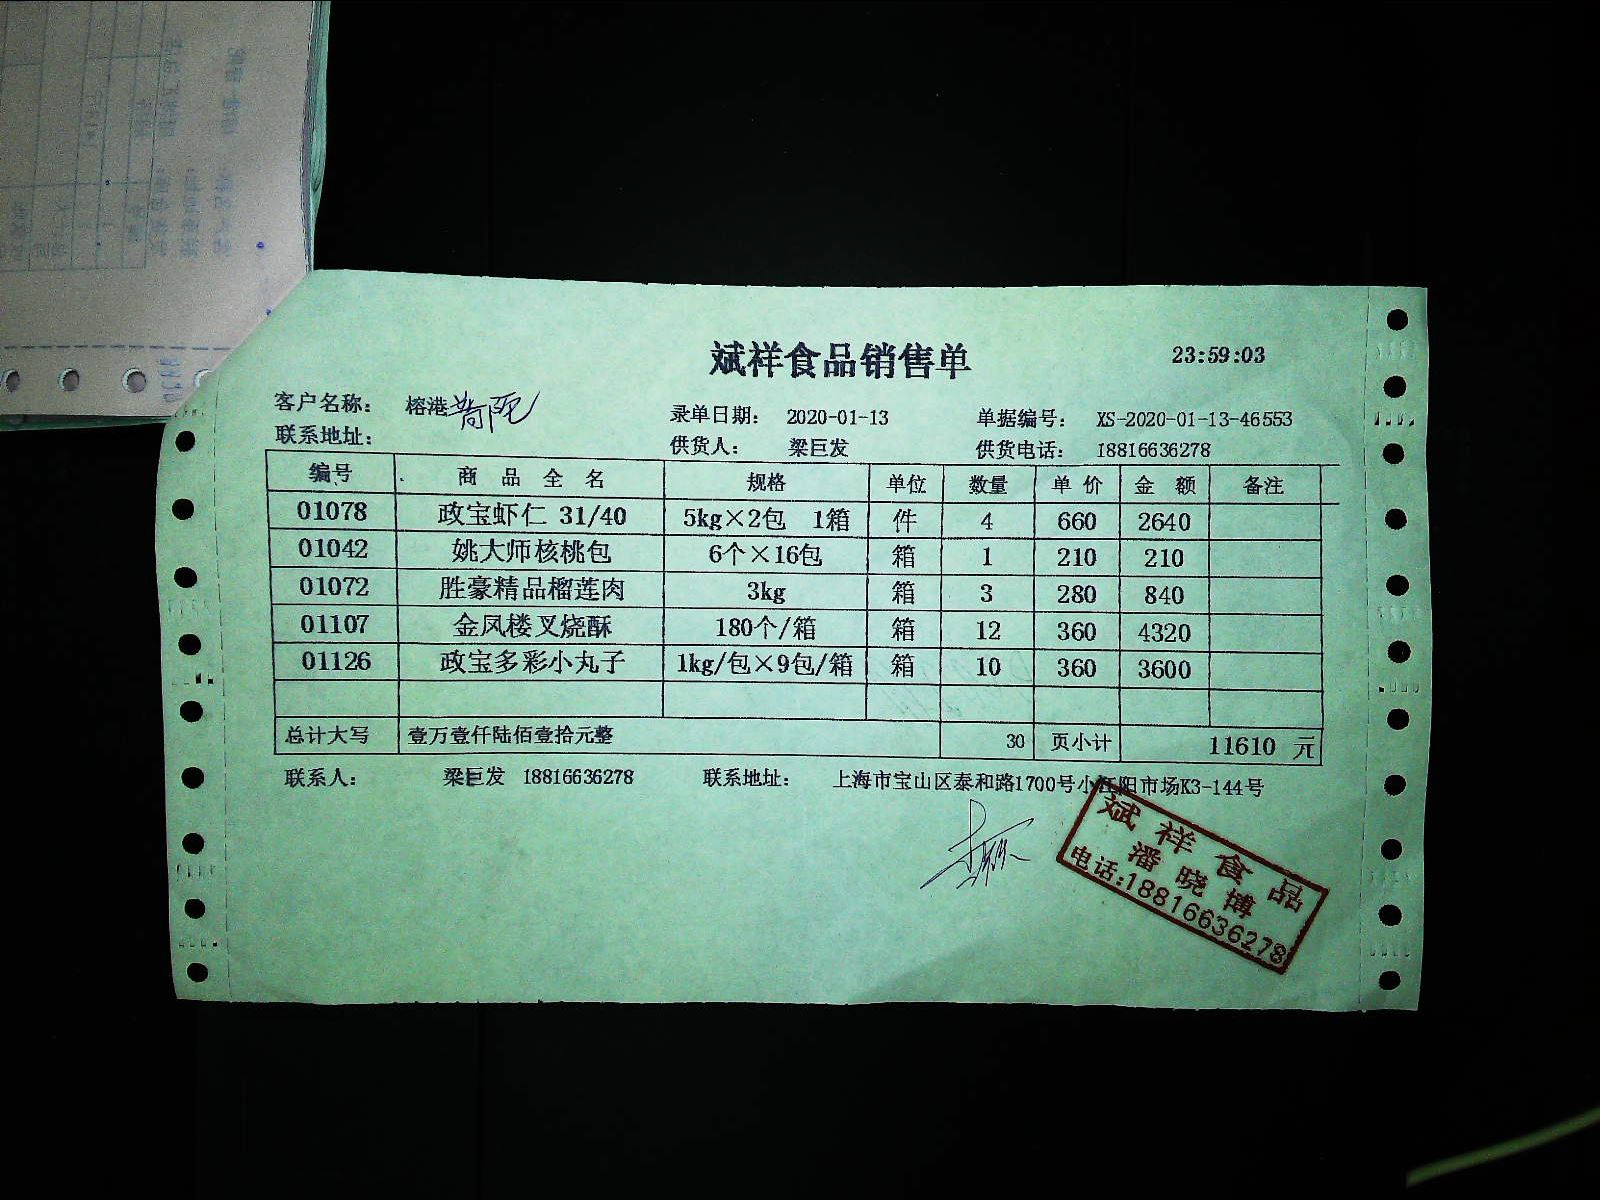 斌祥食品销售单
23:59:03
客户名称： 榕港
录单日期： 2020-01-13
单据编号： XS-2020-01-13-46553
联系地址：
供货人： 梁巨发
供货电话： 18816636278
编号 商品全名 规格 单位 数量 单价 金额 备注
01078 政宝虾仁 31/40 5kg×2包 1箱 件 4 660 2640
01042 姚大师核桃包 6个×16包 箱 1 210 210
01072 胜豪精品榴莲肉 3kg 箱 3 280 840
01107 金凤楼叉烧酥 180个/箱 箱 12 360 4320
01126 政宝多彩小丸子 1kg/包×9包/箱 箱 10 360 3600
总计大写 壹万壹仟陆佰壹拾元整 30 页小计 11610 元
联系人： 梁巨发 18816636278 联系地址： 上海市宝山区泰和路1700号小江阳市场K3-144号
斌祥食品
潘晓博
电话:18816636278